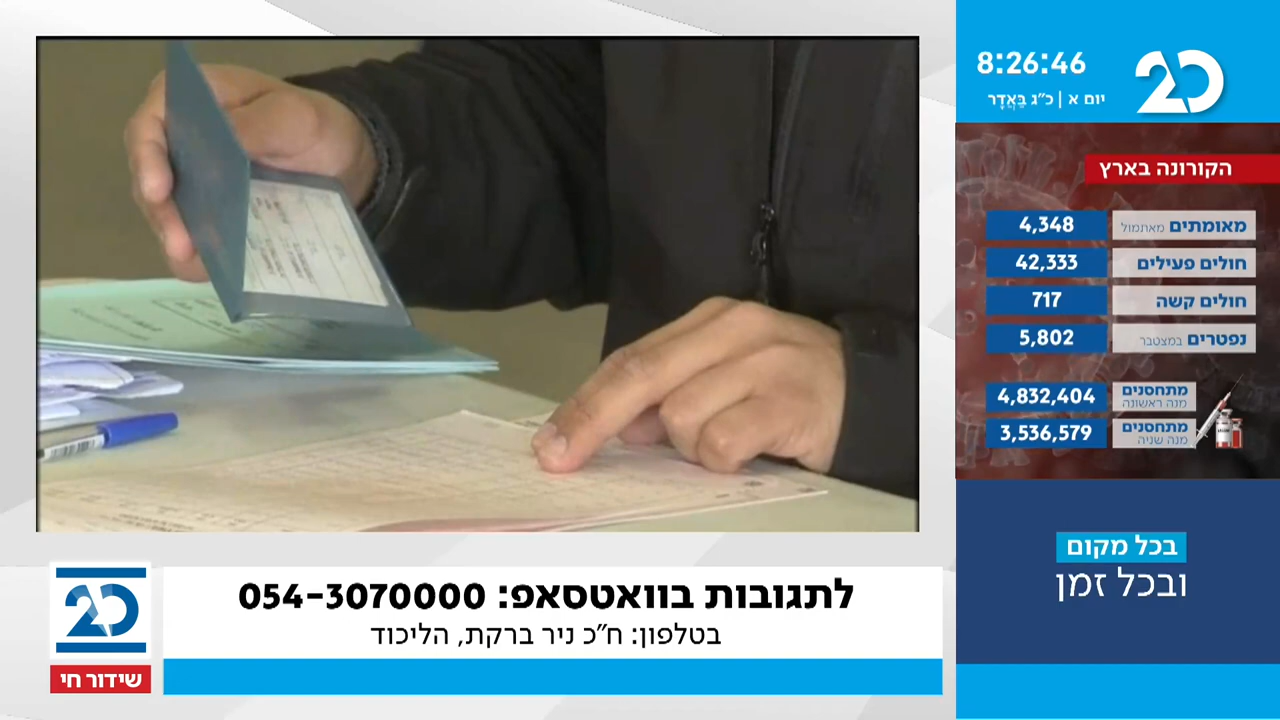 8:26:46
20
יום א | כ"ג בַּאֲדָר
הקורונה בארץ
מאומתים מאתמול 4,348
חולים פעילים 42,333
חולים קשה 717
נפטרים במצטבר 5,802
מתחסנים מנה ראשונה 4,832,404
מתחסנים מנה שניה 3,536,579
בכל מקום
ובכל זמן
לתגובות בוואטסאפ: 054-3070000
בטלפון: ח"כ ניר ברקת, הליכוד
20
שידור חי